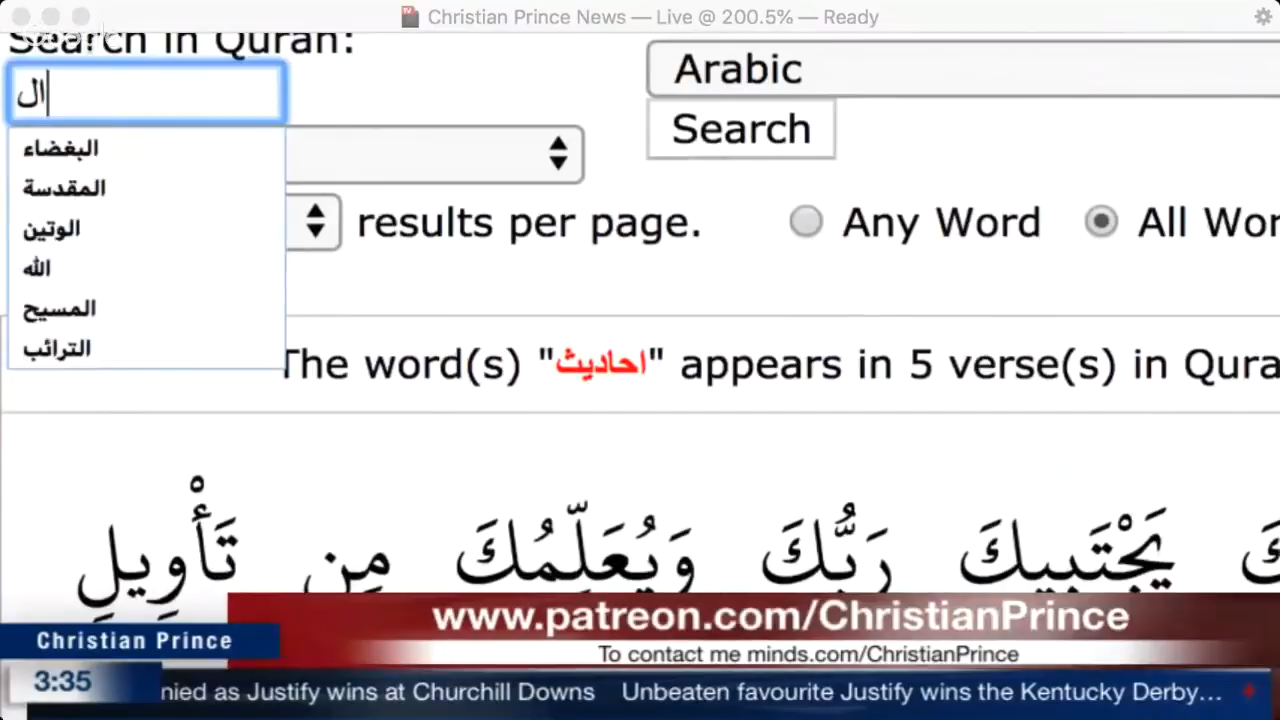 Christian Prince News — Live @ 200.5% — Ready
Search in Quran:
ال
Arabic
Search
البغضاء
المقدسة
الوتين
الله
المسيح
الترائب
results per page.
Any Word
All Wor
The word(s) "احاديث" appears in 5 verse(s) in Qura
يَجْتَبِيكَ رَبُّكَ وَيُعَلِّمُكَ مِن تَأْوِيلِ
www.patreon.com/ChristianPrince
Christian Prince
To contact me minds.com/ChristianPrince
3:35
nied as Justify wins at Churchill Downs Unbeaten favourite Justify wins the Kentucky Derby...